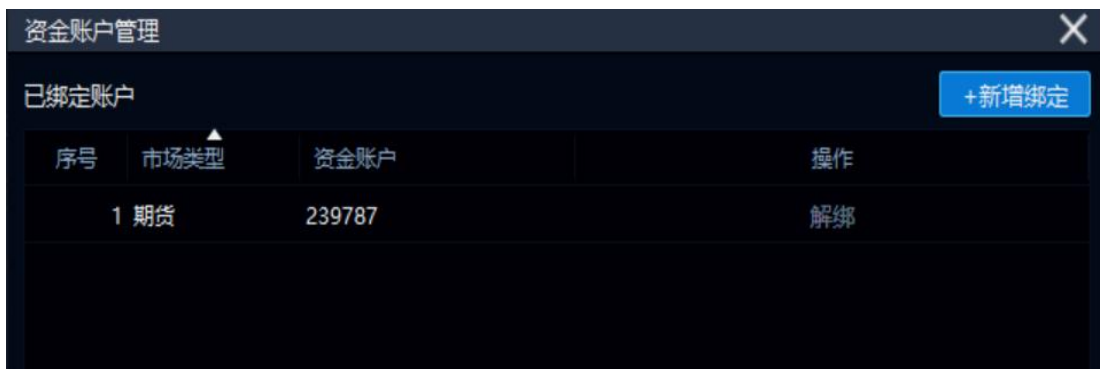 资金账户管理
已绑定账户 +新增绑定
序号 市场类型 资金账户 操作
1 期货 239787 解绑